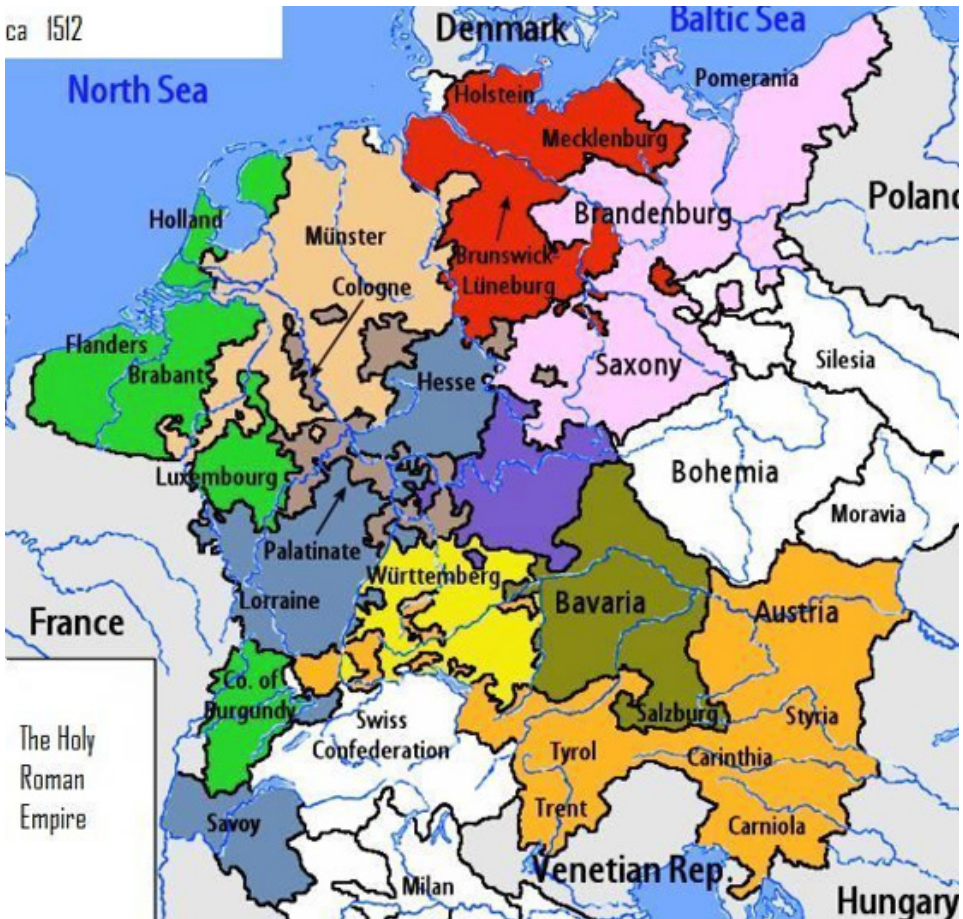 ca 1512
Denmark
Baltic Sea
North Sea
Pomerania
Holstein
Mecklenburg
Poland
Holland
Münster
Brandenburg
Brunswick-
Lüneburg
Cologne
Flanders
Brabant
Hesse
Saxony
Silesia
Luxembourg
Bohemia
Moravia
Palatinate
Württemberg
Lorraine
Bavaria
Austria
France
Co. of
Burgundy
Swiss
Confederation
Salzburg
Styria
Tyrol
Carinthia
The Holy
Roman
Empire
Trent
Savoy
Carniola
Venetian Rep.
Milan
Hungary